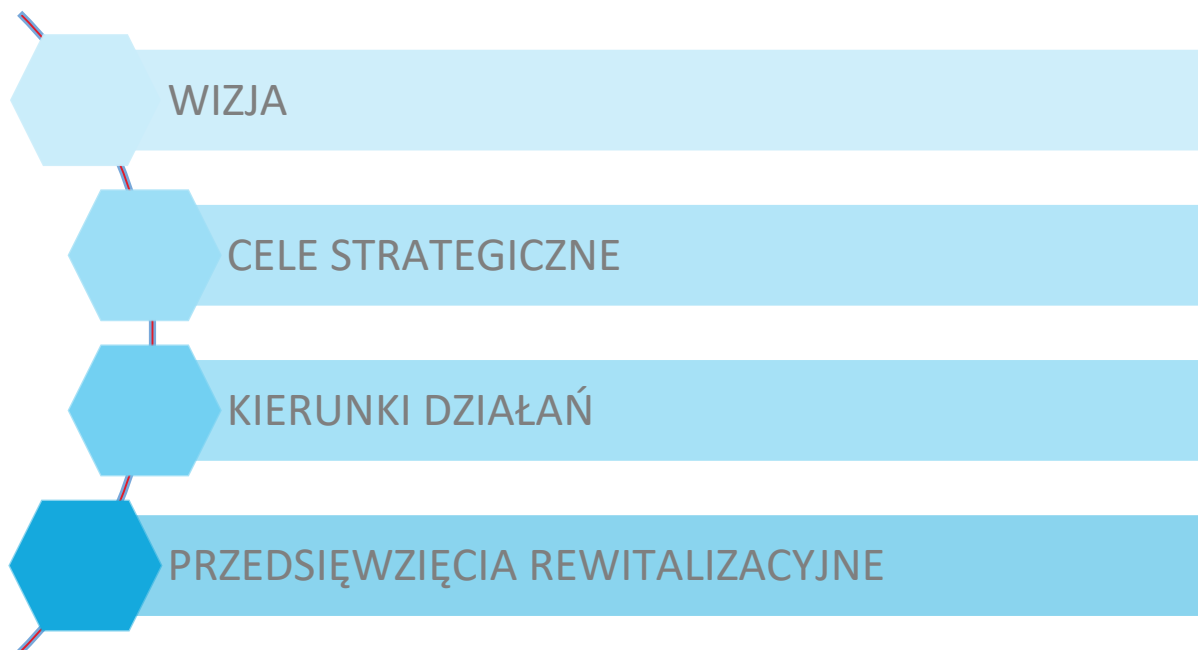 WIZJA
CELE STRATEGICZNE
KIERUNKI DZIAŁAŃ
PRZEDSIĘWZIĘCIA REWITALIZACYJNE